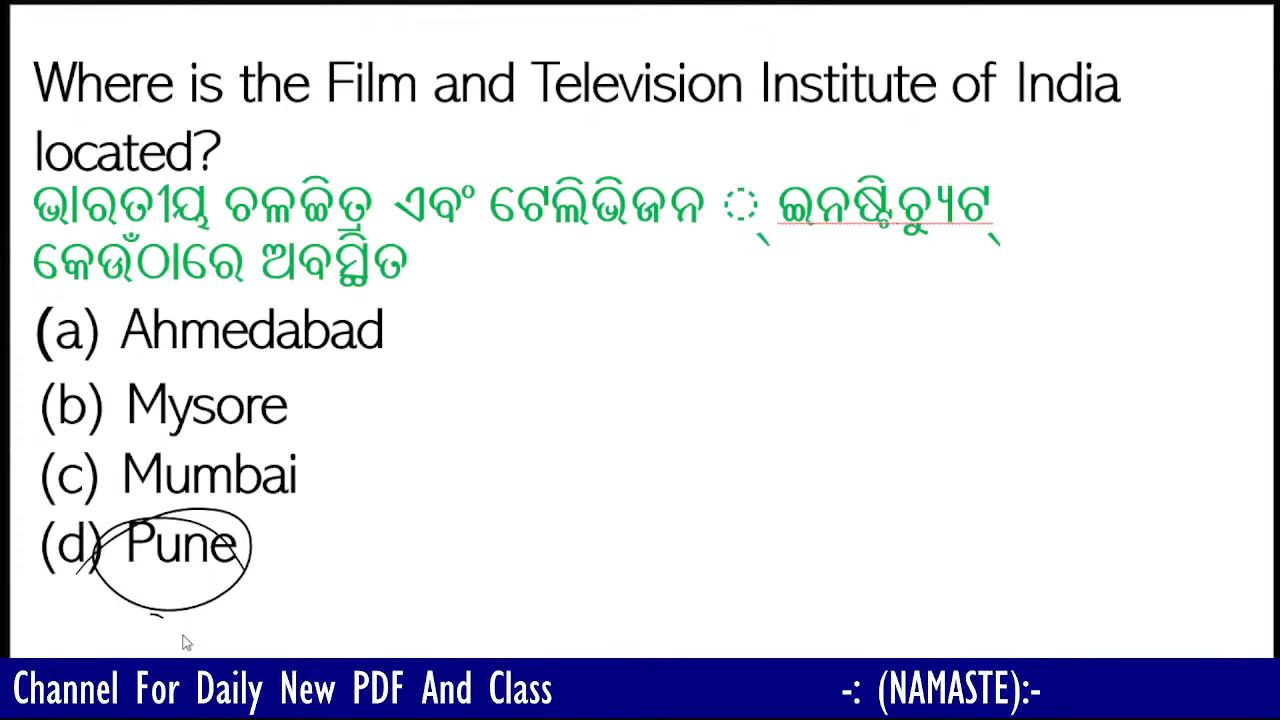 Where is the Film and Television Institute of India
located?
ଭାରତୀୟ ଚଳଚ୍ଚିତ୍ର ଏବଂ ଟେଲିଭିଜନ ୍ ଇନଷ୍ଟିଚ୍ୟୁଟ୍
କେଉଁଠାରେ ଅବସ୍ଥିତ
(a) Ahmedabad
(b) Mysore
(c) Mumbai
(d) Pune
Channel For Daily New PDF And Class -: (NAMASTE):-